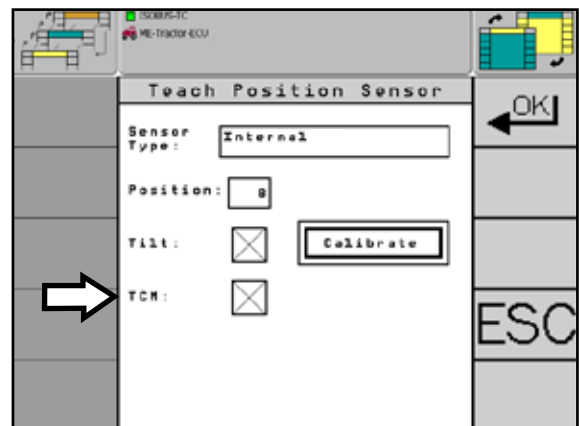 ISOBUS-TC
ME-Tractor-ECU
Teach Position Sensor
OK
Sensor
Type:
Internal
Position:
8
Tilt:
Calibrate
TCM:
ESC